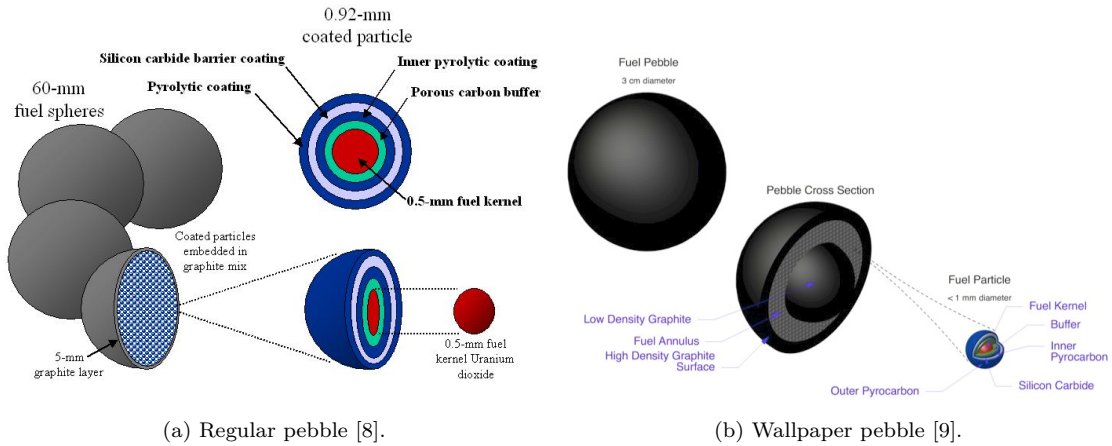 0.92-mm
coated particle
Silicon carbide barrier coating
Inner pyrolytic coating
Pyrolytic coating
Porous carbon buffer
60-mm
fuel spheres
0.5-mm fuel kernel
Coated particles
embedded in
graphite mix
5-mm
graphite layer
0.5-mm fuel
kernel Uranium
dioxide
(a) Regular pebble [8].
Fuel Pebble
3 cm diameter
Pebble Cross Section
Fuel Particle
< 1 mm diameter
Fuel Kernel
Buffer
Inner
Pyrocarbon
Silicon Carbide
Outer Pyrocarbon
Low Density Graphite
Fuel Annulus
High Density Graphite
Surface
(b) Wallpaper pebble [9].